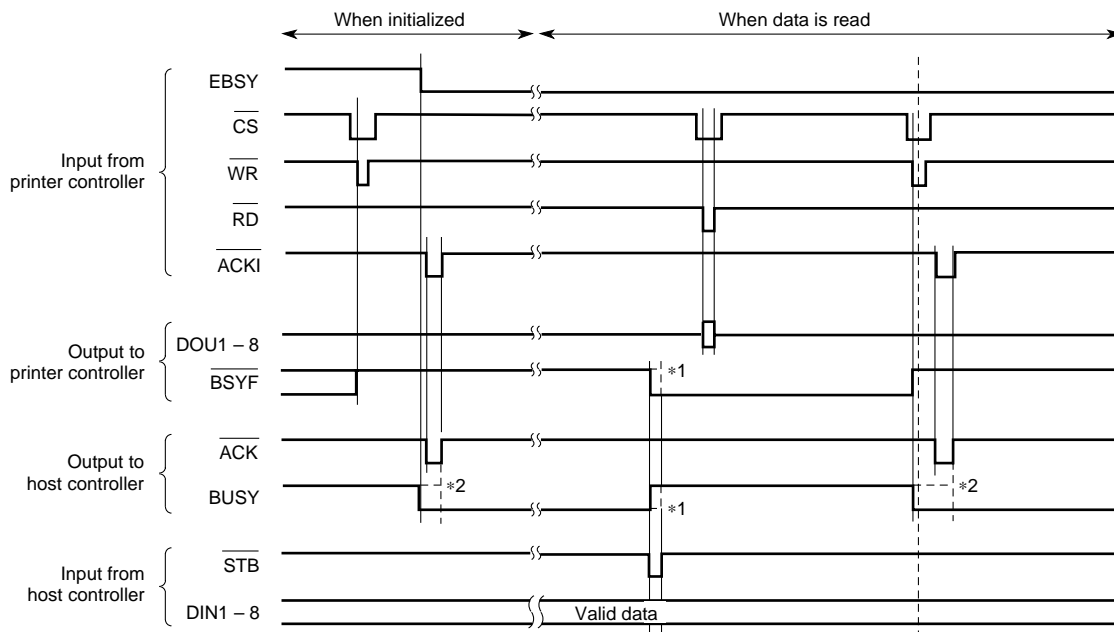 When initialized
When data is read
Input from
printer controller
EBSY
CS
WR
RD
ACKI
Output to
printer controller
DOU1 – 8
BSYF
∗1
Output to
host controller
ACK
BUSY
∗2
∗1
∗2
Input from
host controller
STB
DIN1 – 8
Valid data